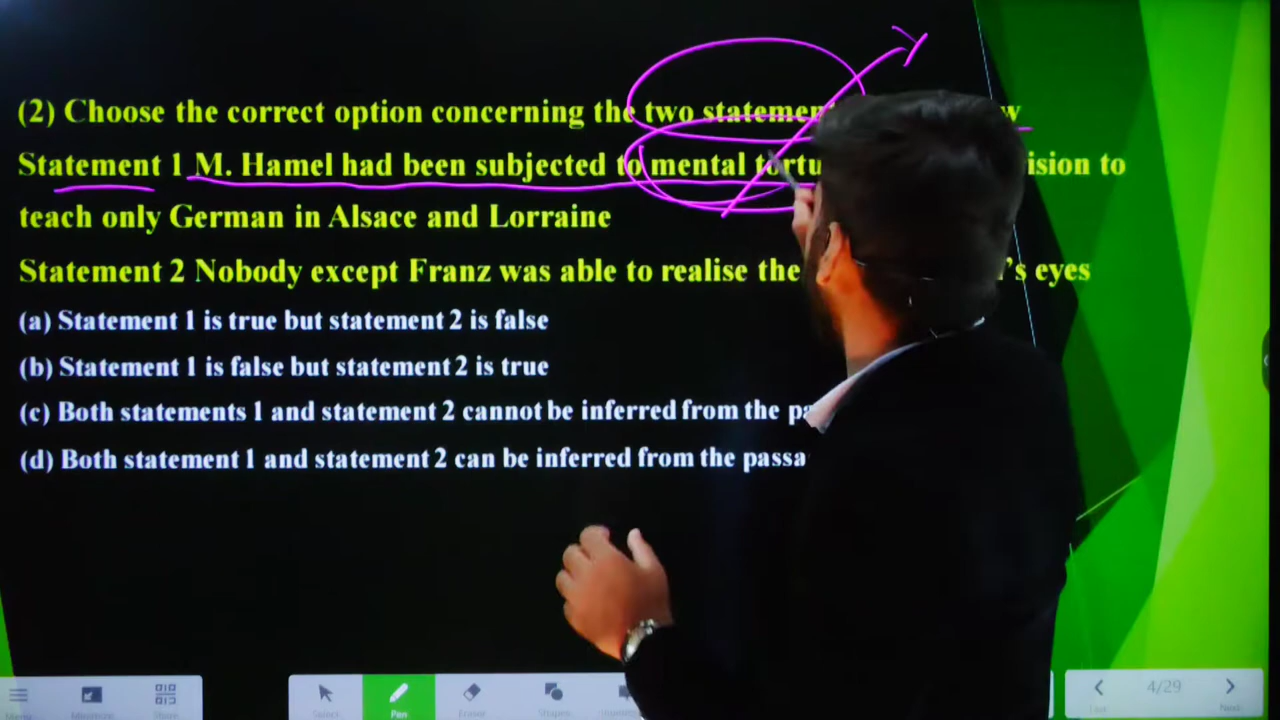 (2) Choose the correct option concerning the two statemen w
Statement 1 M. Hamel had been subjected to mental tortu ision to
teach only German in Alsace and Lorraine
Statement 2 Nobody except Franz was able to realise the 's eyes
(a) Statement 1 is true but statement 2 is false
(b) Statement 1 is false but statement 2 is true
(c) Both statements 1 and statement 2 cannot be inferred from the pa
(d) Both statement 1 and statement 2 can be inferred from the passa
Select Pen Eraser Shapes
4/29
Next